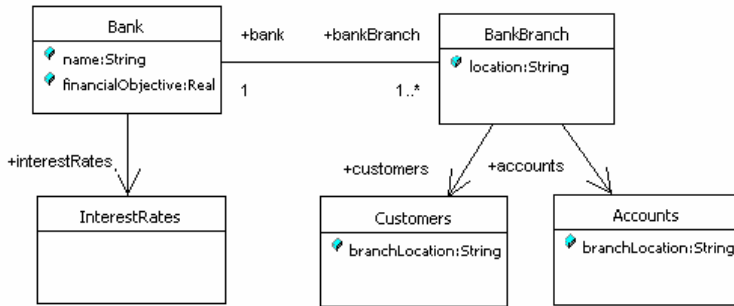 Bank
name:String
financialObjective:Real
+bank
+bankBranch
1
1..*
BankBranch
location:String
+interestRates
+customers
+accounts
InterestRates
Customers
branchLocation:String
Accounts
branchLocation:String